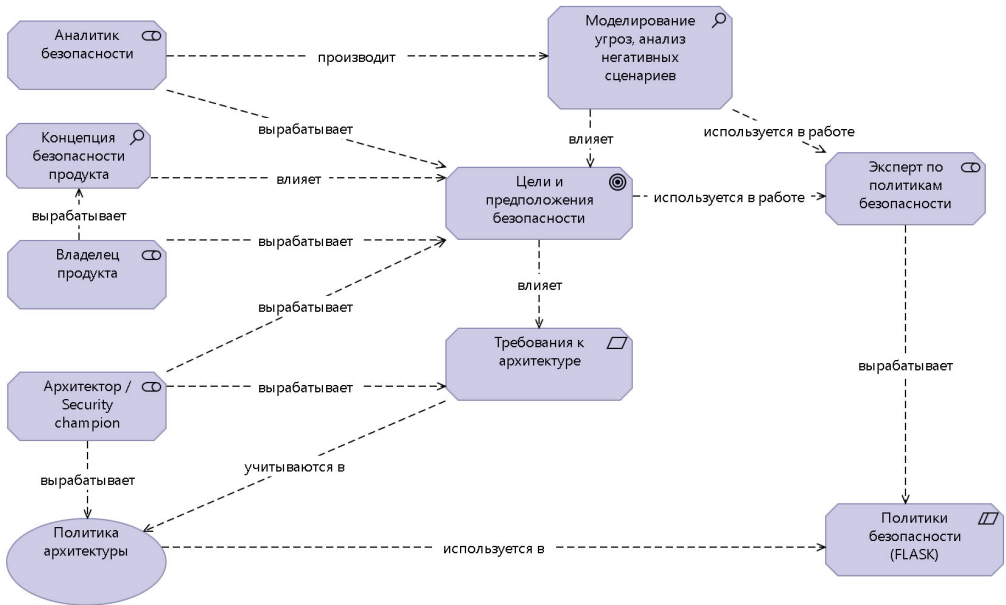 Аналитик
безопасности
производит
Моделирование
угроз, анализ
негативных
сценариев
вырабатывает
влияет
используется в работе
Концепция
безопасности
продукта
влияет
Цели и
предположения
безопасности
используется в работе
Эксперт по
политикам
безопасности
вырабатывает
Владелец
продукта
вырабатывает
влияет
вырабатывает
Требования к
архитектуре
вырабатывает
Архитектор /
Security
champion
вырабатывает
вырабатывает
учитываются в
Политика
архитектуры
используется в
Политики
безопасности
(FLASK)